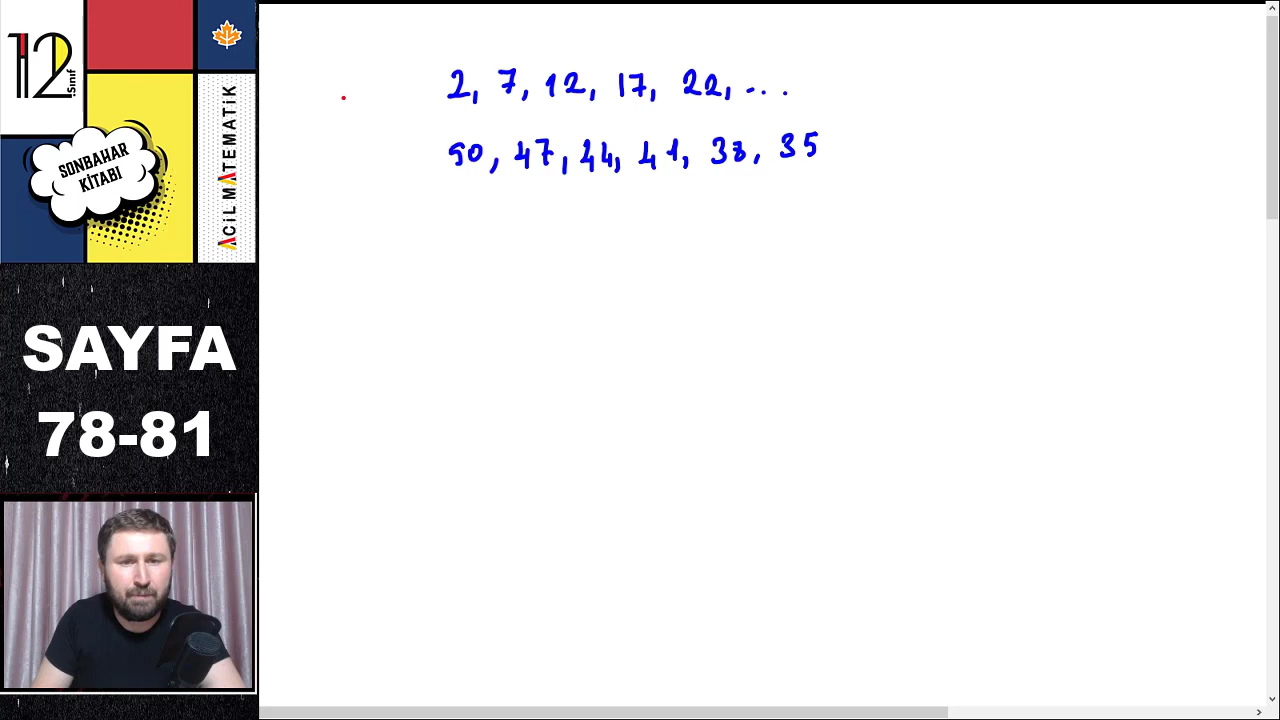 12
.Sınıf
SONBAHAR
KİTABI
ACİLMATEMATİK
SAYFA
78-81
2, 7, 12, 17, 22, ...
50, 47, 44, 41, 38, 35